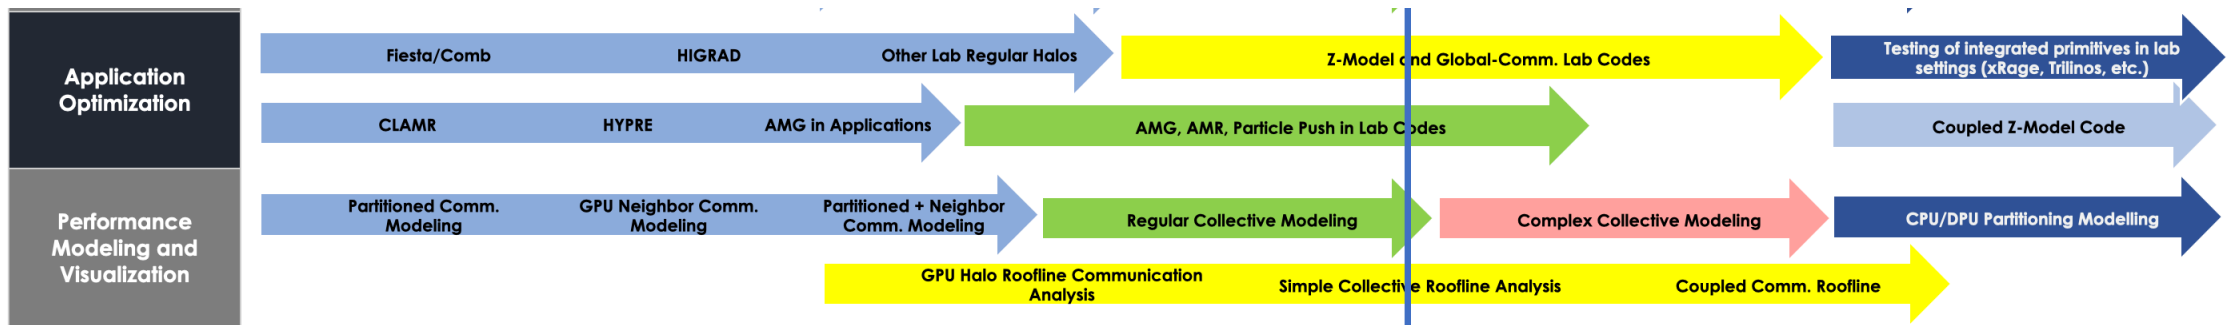 Application
Optimization
Fiesta/Comb
HIGRAD
Other Lab Regular Halos
Z-Model and Global-Comm. Lab Codes
Testing of integrated primitives in lab
settings (xRage, Trilinos, etc.)
CLAMR
HYPRE
AMG in Applications
AMG, AMR, Particle Push in Lab Codes
Coupled Z-Model Code
Performance
Modeling and
Visualization
Partitioned Comm.
Modeling
GPU Neighbor Comm.
Modeling
Partitioned + Neighbor
Comm. Modeling
Regular Collective Modeling
Complex Collective Modeling
CPU/DPU Partitioning Modelling
GPU Halo Roofline Communication
Analysis
Simple Collective Roofline Analysis
Coupled Comm. Roofline